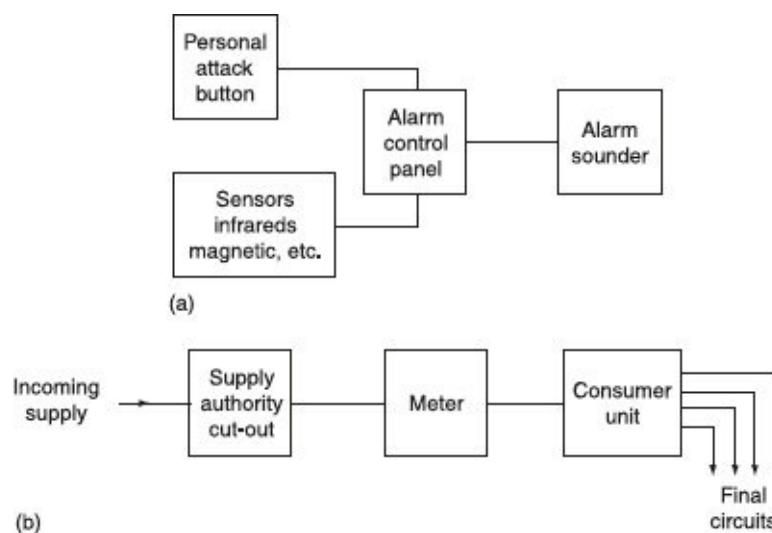 Personal
attack
button
Alarm
control
panel
Alarm
sounder
Sensors
infrareds
magnetic, etc.
(a)
Incoming
supply
Supply
authority
cut-out
Meter
Consumer
unit
Final
circuits
(b)